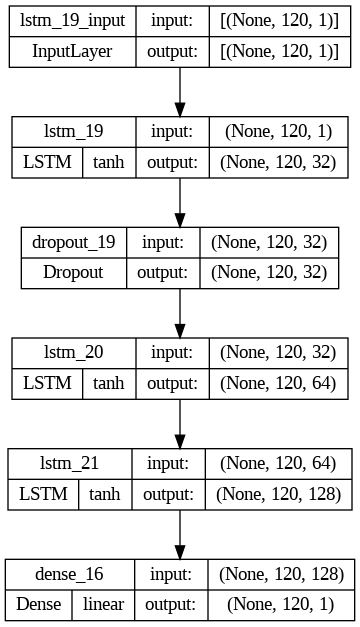 lstm_19_input input: [(None, 120, 1)]
InputLayer output: [(None, 120, 1)]
lstm_19 input: (None, 120, 1)
LSTM tanh output: (None, 120, 32)
dropout_19 input: (None, 120, 32)
Dropout output: (None, 120, 32)
lstm_20 input: (None, 120, 32)
LSTM tanh output: (None, 120, 64)
lstm_21 input: (None, 120, 64)
LSTM tanh output: (None, 120, 128)
dense_16 input: (None, 120, 128)
Dense linear output: (None, 120, 1)